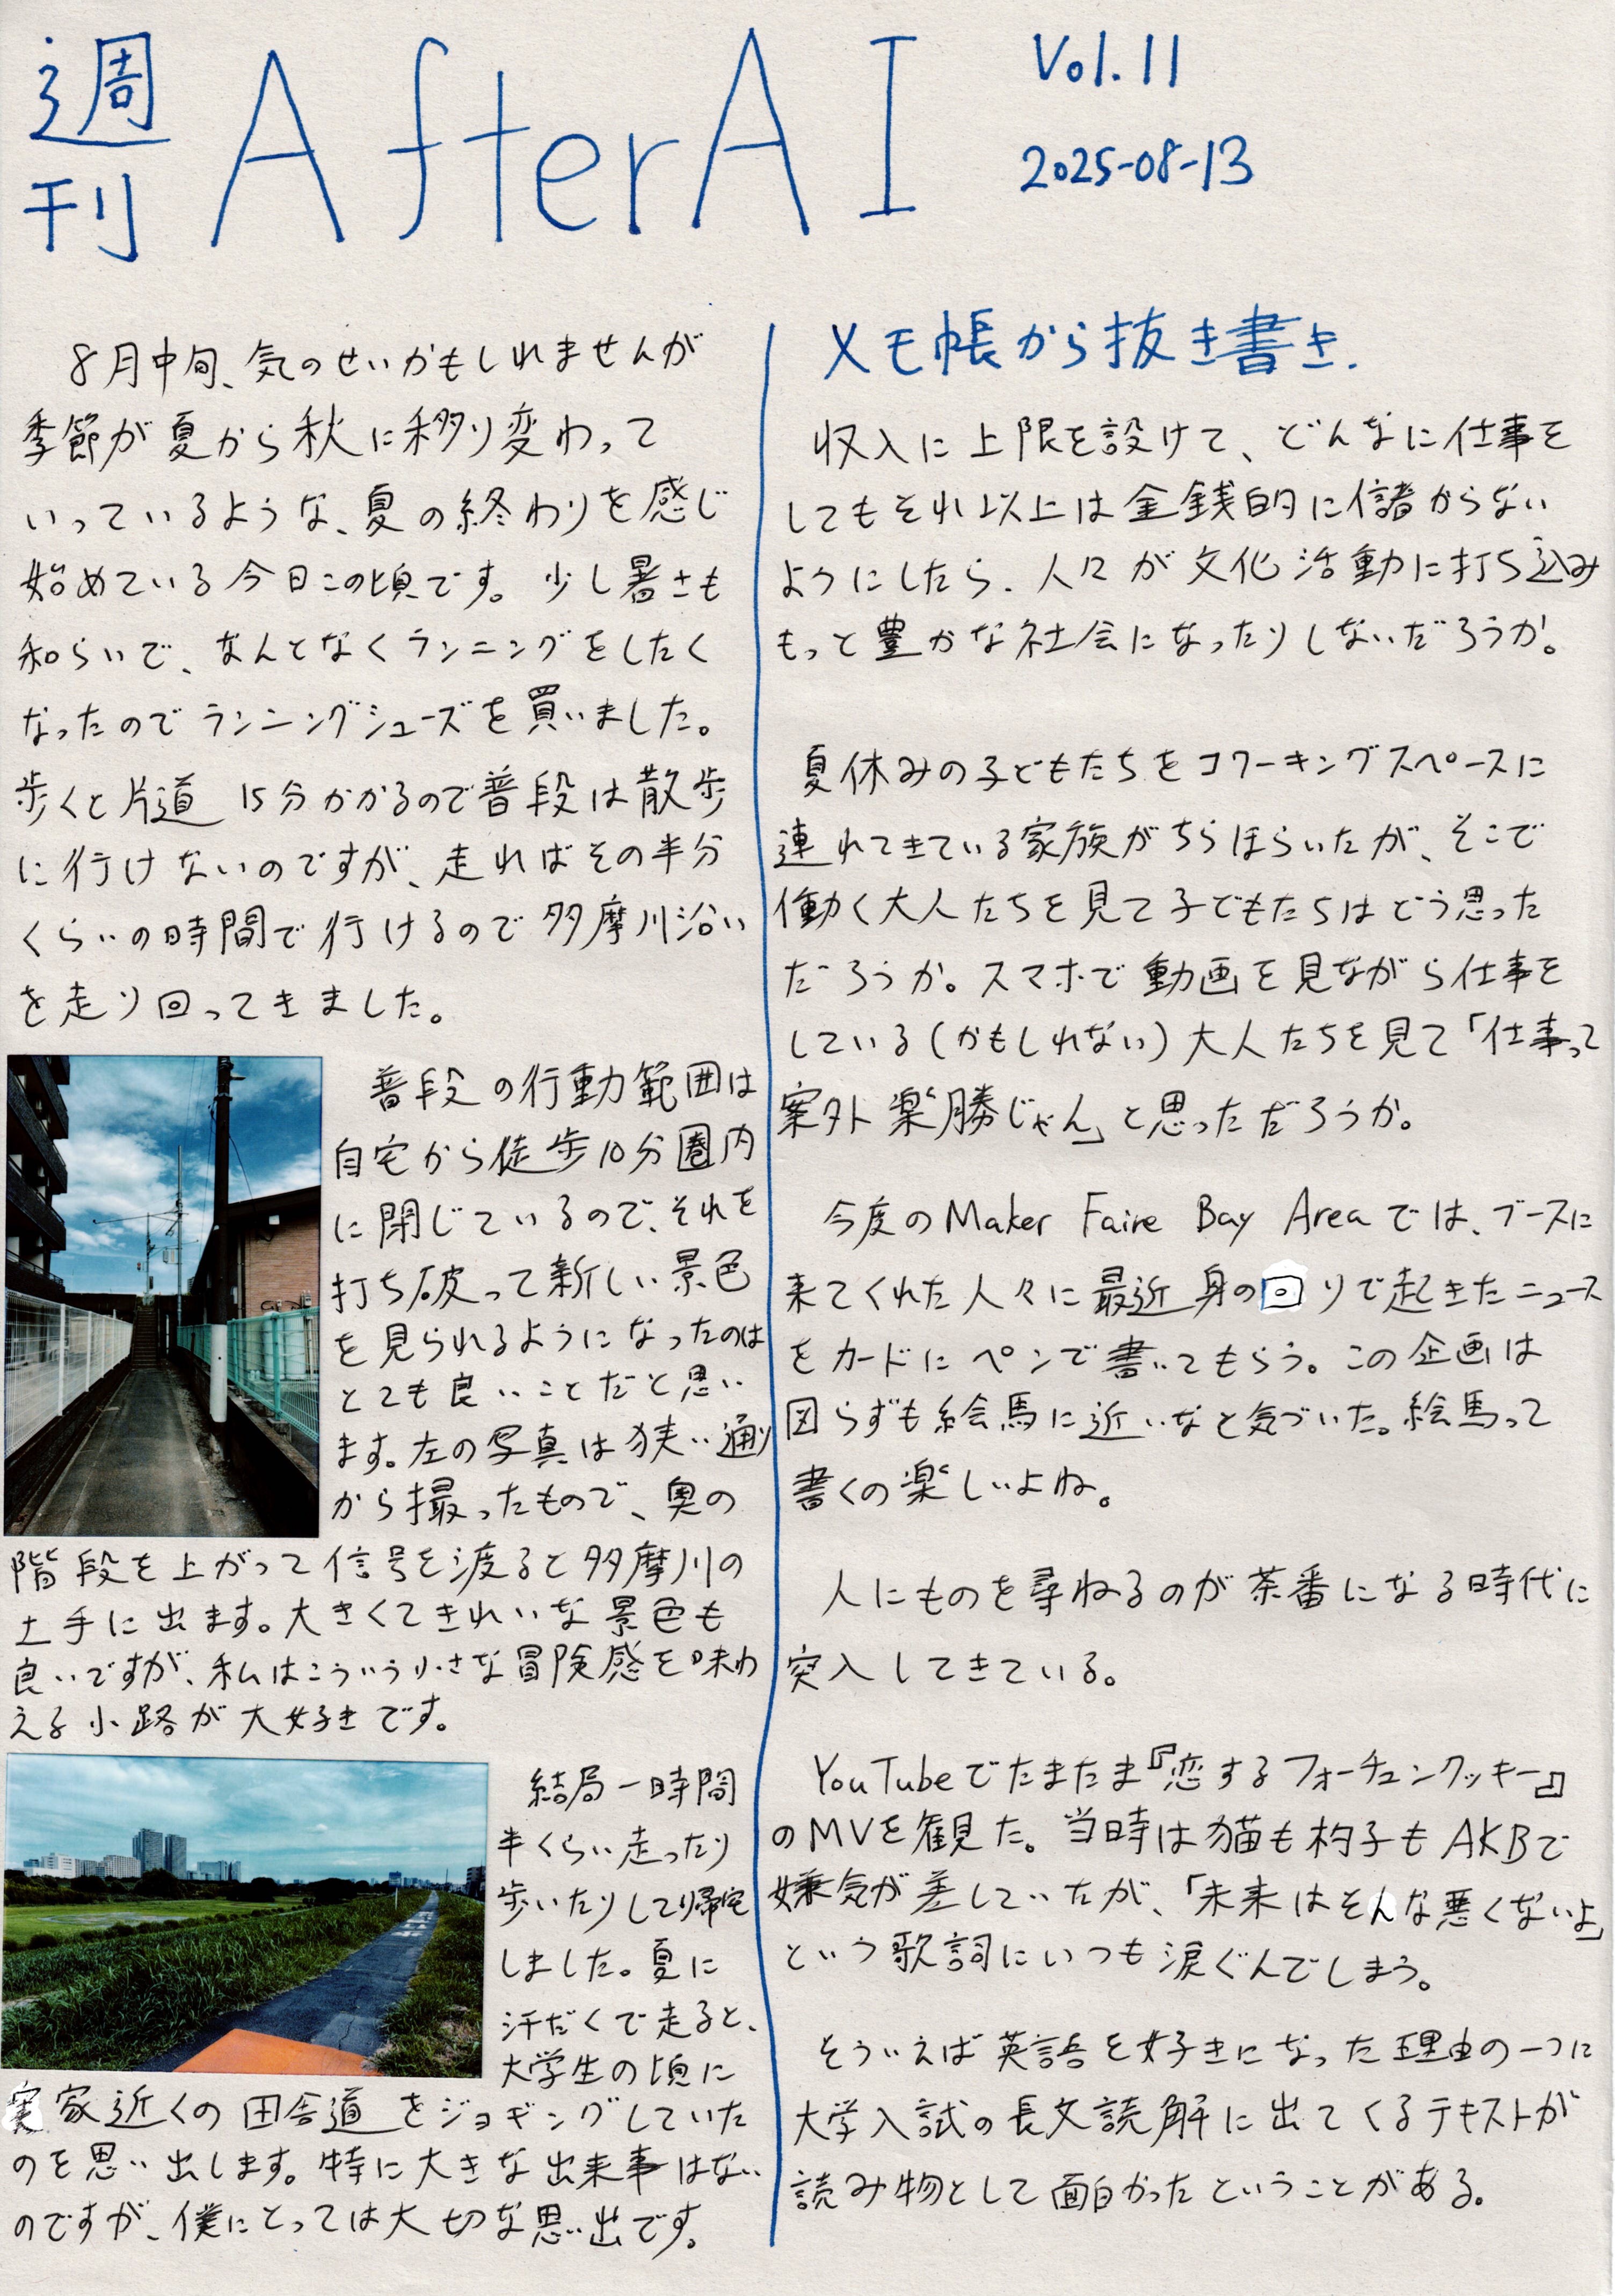 週刊 AfterAI
Vol.11
2025-08-13
8月中旬、気のせいかもしれませんが
季節が夏から秋に移り変わって
いっているような、夏の終わりを感じ
始めている今日この頃です。少し暑さも
和らいで、なんとなくランニングをしたく
なったのでランニングシューズを買いました。
歩くと片道15分かかるので普段は散歩
に行けないのですが、走ればその半分
くらいの時間で行けるので多摩川沿い
を走り回ってきました。
普段の行動範囲は
自宅から徒歩10分圏内
に閉じているので、それを
打ち破って新しい景色
を見られるようになったのは
とても良いことだと思い
ます。左の写真は狭い通り
から撮ったもので、奥の
階段を上がって信号を渡ると多摩川の
土手に出ます。大きくてきれいな景色も
良いですが、私はこういう小さな冒険感を味わ
える小路が大好きです。
結局一時間
半くらい走ったり
歩いたりして帰宅
しました。夏に
汗だくで走ると、
大学生の頃に
実家近くの田舎道をジョギングしていた
のを思い出します。特に大きな出来事はない
のですが、僕にとっては大切な思い出です。
メモ帳から抜き書き.
収入に上限を設けて、どんなに仕事を
してもそれ以上は金銭的に儲からない
ようにしたら、人々が文化活動に打ち込み
もっと豊かな社会になったりしないだろうか。
夏休みの子どもたちをコワーキングスペースに
連れてきている家族がちらほらいたが、そこで
働く大人たちを見て子どもたちはどう思った
だろうか。スマホで動画を見ながら仕事を
している(かもしれない)大人たちを見て「仕事って
案外楽勝じゃん」と思っただろうか。
今度のMaker Faire Bay Areaでは、ブースに
来てくれた人々に最近身の回りで起きたニュース
をカードにペンで書いてもらう。この企画は
図らずも絵馬に近いなと気づいた。絵馬って
書くの楽しいよね。
人にものを尋ねるのが茶番になる時代に
突入してきている。
YouTubeでたまたま『恋するフォーチュンクッキー』
のMVを観た。当時は猫も杓子もAKBで
嫌気が差していたが、「未来はそんな悪くないよ」
という歌詞にいつも涙ぐんでしまう。
そういえば英語を好きになった理由の一つに
大学入試の長文読解に出てくるテキストが
読み物として面白かったということがある。